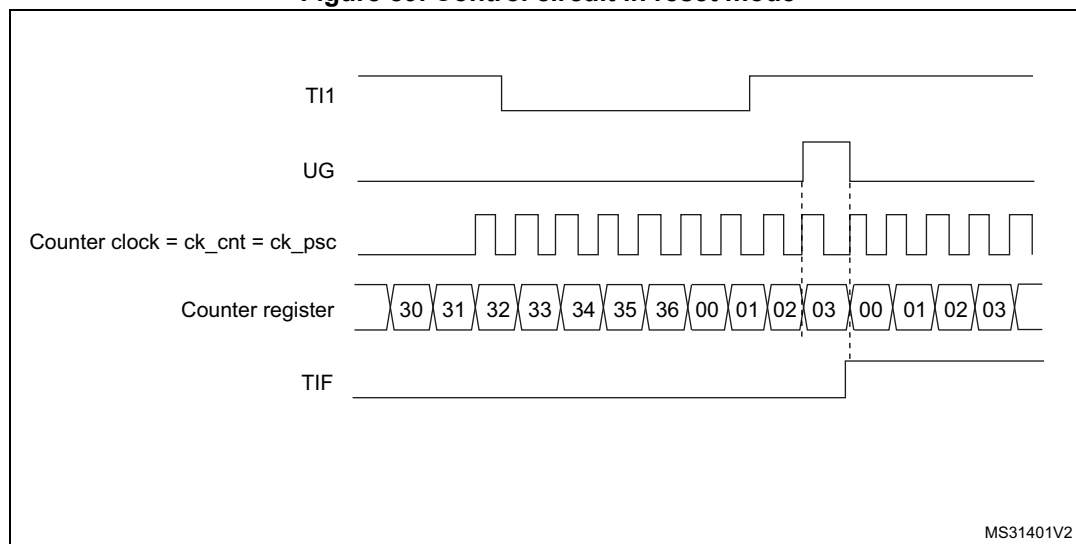 Figure 89. Control circuit in reset mode
TI1
UG
Counter clock = ck_cnt = ck_psc
Counter register 30 31 32 33 34 35 36 00 01 02 03 00 01 02 03
TIF
MS31401V2